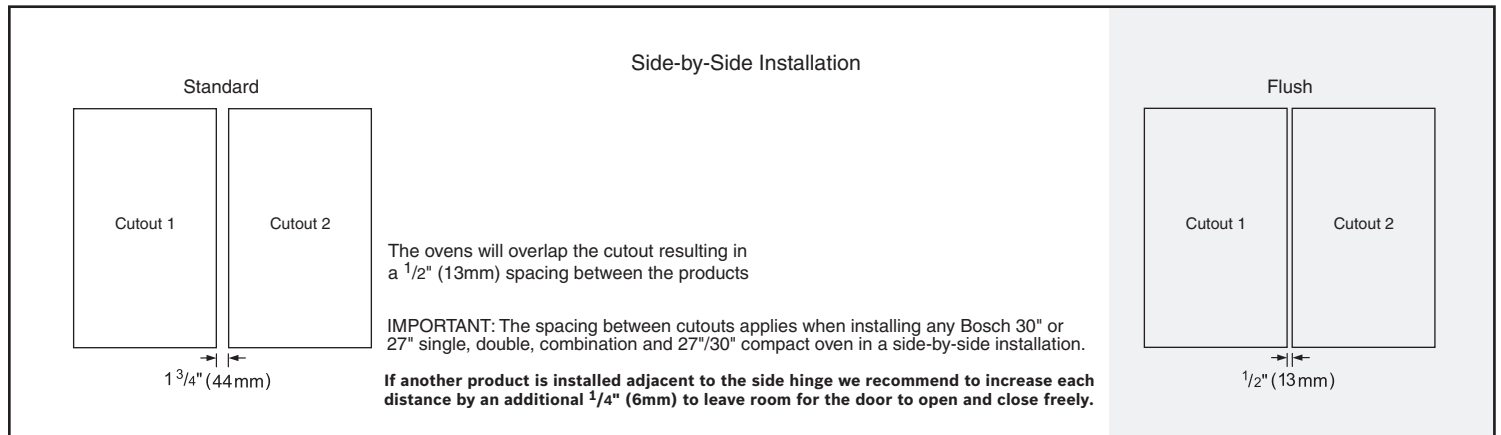 Side-by-Side Installation
Standard
Cutout 1
Cutout 2
1 3/4" (44mm)
The ovens will overlap the cutout resulting in
a 1/2" (13mm) spacing between the products
IMPORTANT: The spacing between cutouts applies when installing any Bosch 30" or
27" single, double, combination and 27"/30" compact oven in a side-by-side installation.
If another product is installed adjacent to the side hinge we recommend to increase each
distance by an additional 1/4" (6mm) to leave room for the door to open and close freely.
Flush
Cutout 1
Cutout 2
1/2" (13mm)